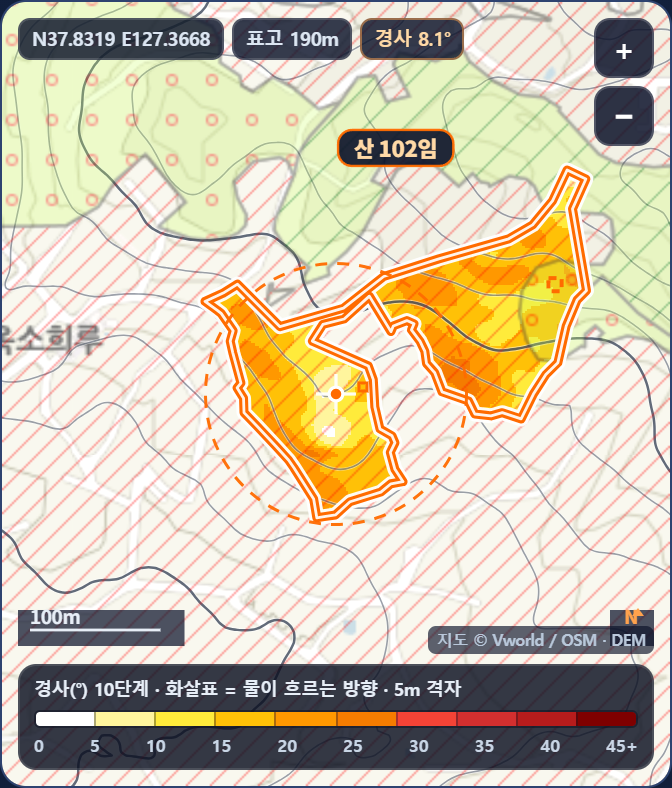 N37.8319 E127.3668
표고 190m
경사 8.1°
+
−
산 102임
옥소희루
100m
N
지도 © Vworld / OSM · DEM
경사(°) 10단계 · 화살표 = 물이 흐르는 방향 · 5m 격자
0 5 10 15 20 25 30 35 40 45+